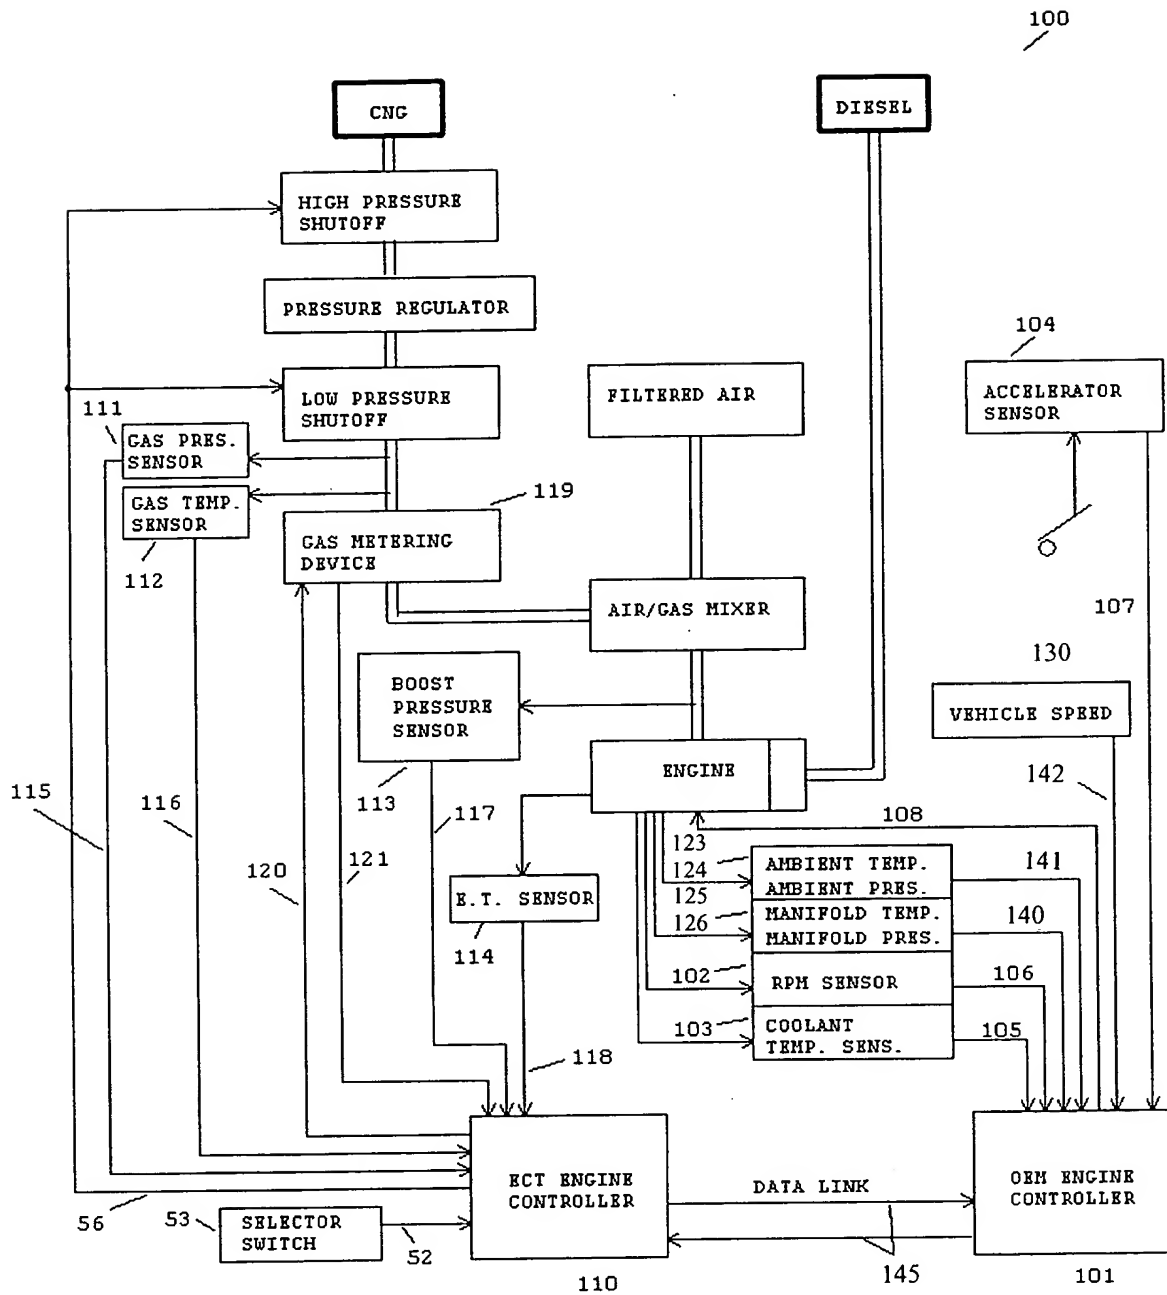 100
CNG
DIESEL
HIGH PRESSURE
SHUTOFF
PRESSURE REGULATOR
104
LOW PRESSURE
SHUTOFF
FILTERED AIR
ACCELERATOR
SENSOR
111
GAS PRES.
SENSOR
GAS TEMP.
SENSOR
112
119
GAS METERING
DEVICE
AIR/GAS MIXER
107
130
BOOST
PRESSURE
SENSOR
VEHICLE SPEED
ENGINE
115
116
113
117
142
108
120
121
123
124
125
126
AMBIENT TEMP.
AMBIENT PRES.
MANIFOLD TEMP.
MANIFOLD PRES.
141
140
E.T. SENSOR
114
102
RPM SENSOR
106
103
COOLANT
TEMP. SENS.
105
118
ECT ENGINE
CONTROLLER
DATA LINK
OEM ENGINE
CONTROLLER
56
53
SELECTOR
SWITCH
52
110
145
101